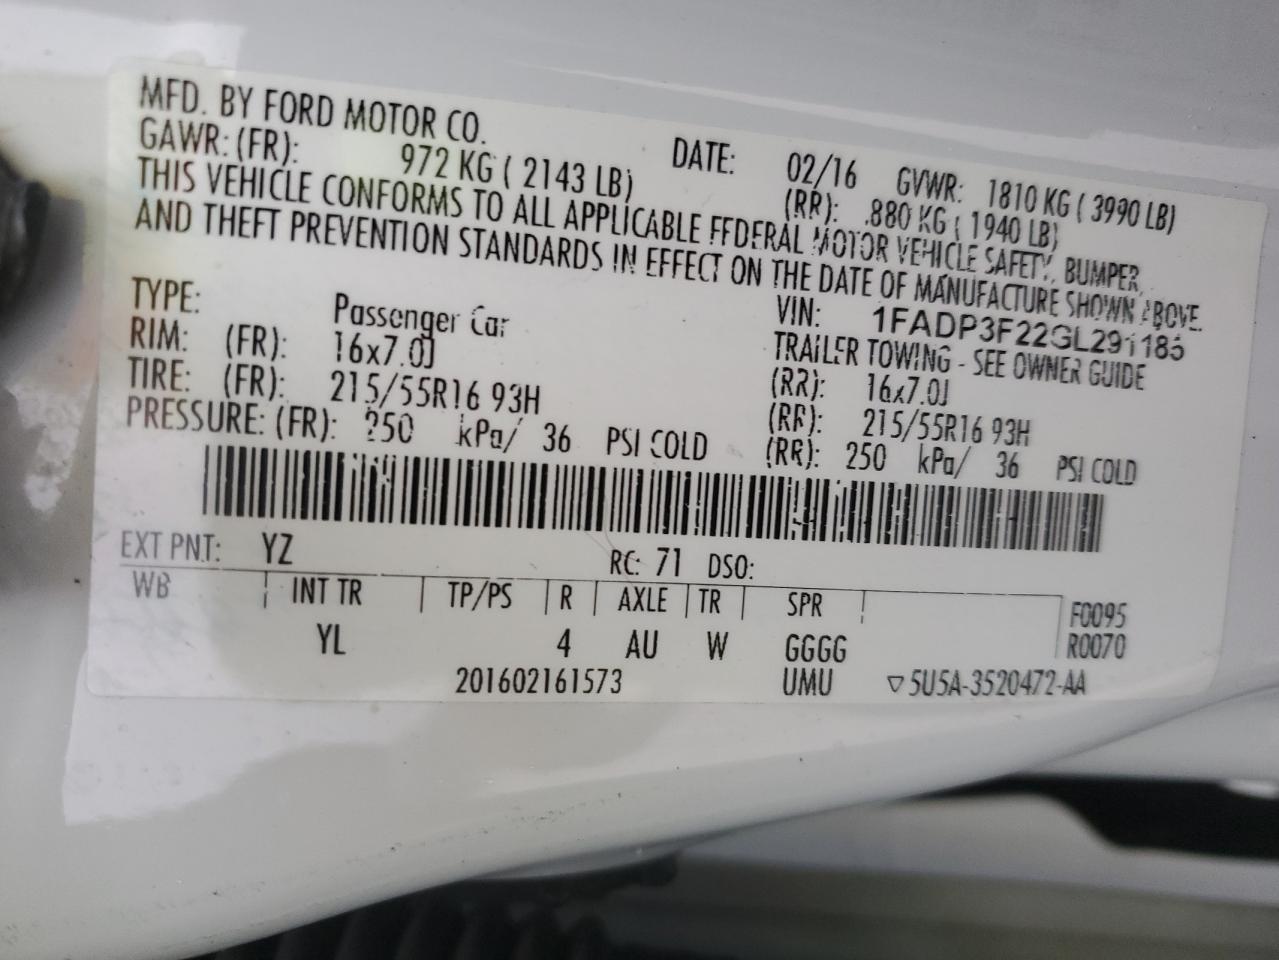 MFD. BY FORD MOTOR CO. DATE: 02/16 GVWR: 1810 KG ( 3990 LB)
GAWR: (FR): 972 KG ( 2143 LB) (RR): 880 KG ( 1940 LB)
THIS VEHICLE CONFORMS TO ALL APPLICABLE FEDERAL MOTOR VEHICLE SAFETY, BUMPER,
AND THEFT PREVENTION STANDARDS IN EFFECT ON THE DATE OF MANUFACTURE SHOWN ABOVE.
VIN: 1FADP3F22GL291185
TYPE: Passenger Car TRAILER TOWING - SEE OWNER GUIDE
RIM: (FR): 16x7.0J (RR): 16x7.0J
TIRE: (FR): 215/55R16 93H (RR): 215/55R16 93H
PRESSURE: (FR): 250 kPa/ 36 PSI COLD (RR): 250 kPa/ 36 PSI COLD
EXT PNT: YZ RC: 71 DSO:
WB INT TR TP/PS R AXLE TR SPR F0095
YL 4 AU W GGGG R0070
201602161573 UMU ▽5U5A-3520472-AA